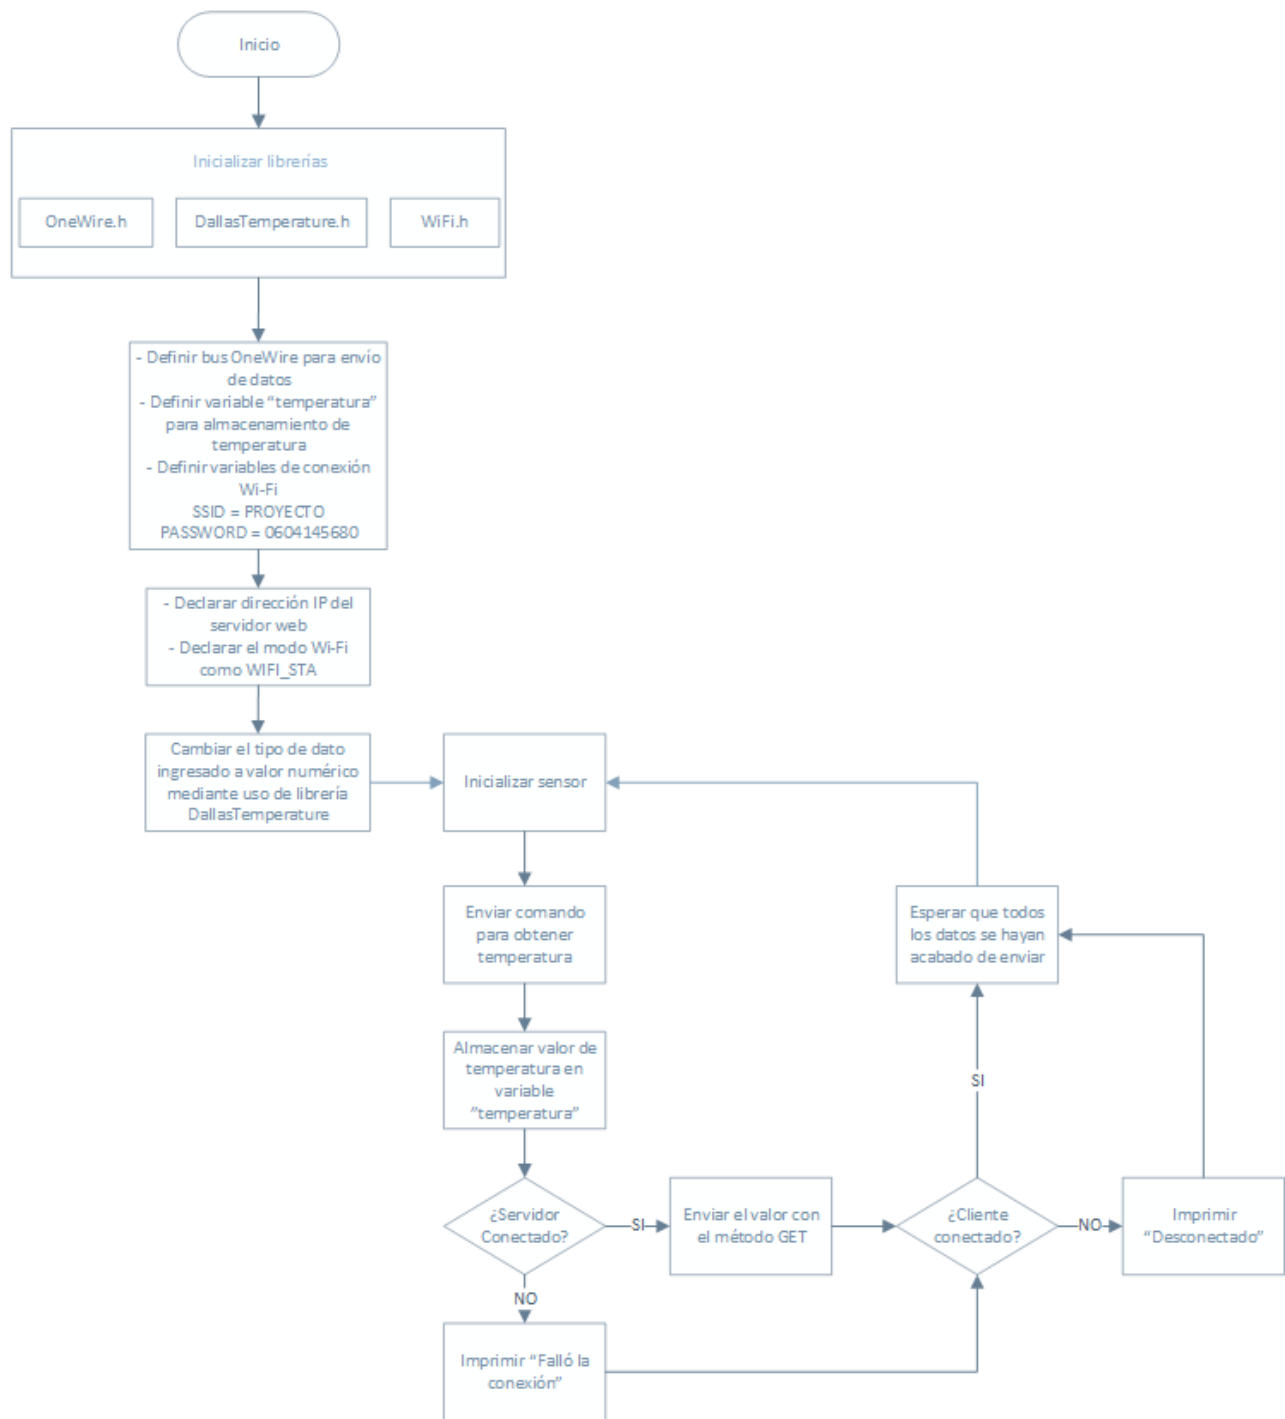 Inicio
Inicializar librerías
OneWire.h
DallasTemperature.h
WiFi.h
- Definir bus OneWire para envío
de datos
- Definir variable “temperatura”
para almacenamiento de
temperatura
- Definir variables de conexión
Wi-Fi
SSID = PROYECTO
PASSWORD = 0604145680
- Declarar dirección IP del
servidor web
- Declarar el modo Wi-Fi
como WIFI_STA
Cambiar el tipo de dato
ingresado a valor numérico
mediante uso de librería
DallasTemperature
Inicializar sensor
Enviar comando
para obtener
temperatura
Esperar que todos
los datos se hayan
acabado de enviar
Almacenar valor de
temperatura en
variable
“temperatura”
SI
¿Servidor
Conectado?
SI
Enviar el valor con
el método GET
¿Cliente
conectado?
NO
Imprimir
“Desconectado”
NO
Imprimir “Falló la
conexión”